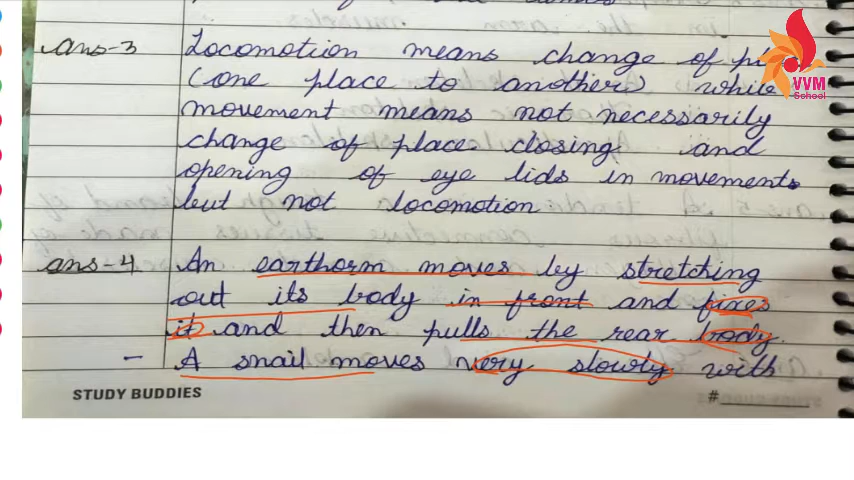 ans-3 Locomotion means change of
(one place to another) while
movement means not necessarily
change of place closing and
opening of eye lids in movements
but not locomotion
ans-4 An earthorm moves by stretching
out its body in front and fixes
it and then pulls the rear body.
- A snail moves very slowly with
STUDY BUDDIES
#
VVM
School